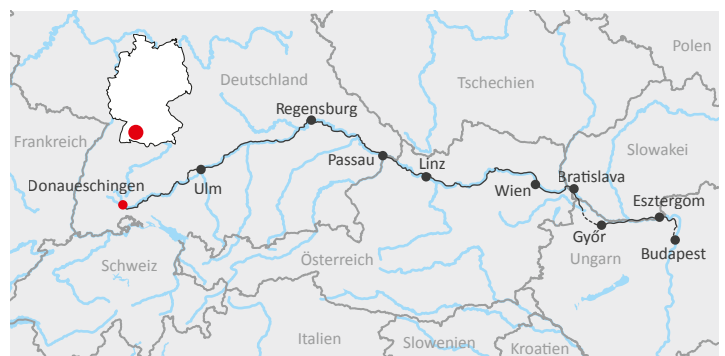 Polen
Deutschland
Tschechien
Regensburg
Frankreich
Slowakei
Passau
Linz
Donaueschingen
Ulm
Wien
Bratislava
Esztergom
Győr
Budapest
Schweiz
Österreich
Ungarn
Italien
Slowenien
Kroatien